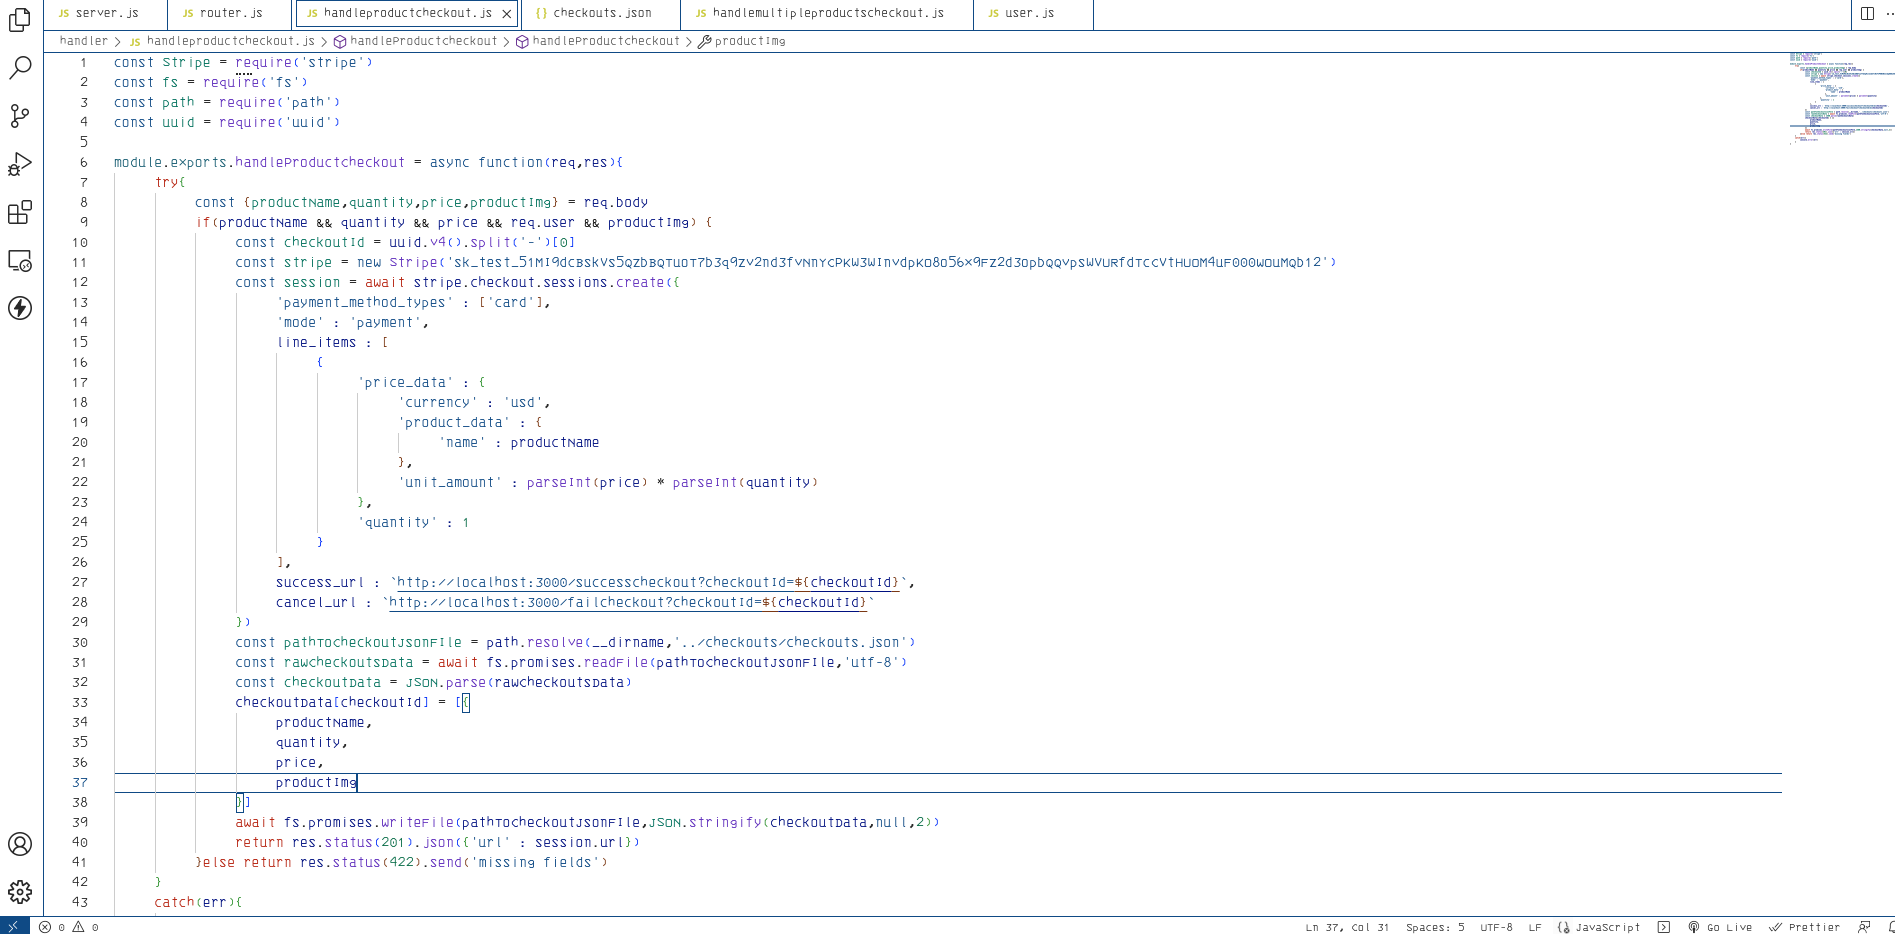 JS server.js JS router.js JS handleproductcheckout.js {} checkouts.json JS handlemultipleproductscheckout.js JS user.js
handler > JS handleproductcheckout.js > handleProductcheckout > handleProductcheckout > productImg
1 const Stripe = require('stripe')
2 const fs = require('fs')
3 const path = require('path')
4 const uuid = require('uuid')
5
6 module.exports.handleProductcheckout = async function(req,res){
7 try{
8 const {productName,quantity,price,productImg} = req.body
9 if(productName && quantity && price && req.user && productImg) {
10 const checkoutId = uuid.v4().split('-')[0]
11 const stripe = new Stripe('')
12 const session = await stripe.checkout.sessions.create({
13 'payment_method_types' : ['card'],
14 'mode' : 'payment',
15 line_items : [
16 {
17 'price_data' : {
18 'currency' : 'usd',
19 'product_data' : {
20 'name' : productName
21 },
22 'unit_amount' : parseInt(price) * parseInt(quantity)
23 },
24 'quantity' : 1
25 }
26 ],
27 success_url : `http://localhost:3000/successcheckout?checkoutId=${checkoutId}`,
28 cancel_url : `http://localhost:3000/failcheckout?checkoutId=${checkoutId}`
29 })
30 const pathToCheckoutJsonFIle = path.resolve(__dirname,'../checkouts/checkouts.json')
31 const rawCheckoutsData = await fs.promises.readFile(pathToCheckoutJsonFIle,'utf-8')
32 const checkoutData = JSON.parse(rawCheckoutsData)
33 checkoutData[checkoutId] = [{
34 productName,
35 quantity,
36 price,
37 productImg
38 }]
39 await fs.promises.writeFile(pathToCheckoutJsonFIle,JSON.stringify(checkoutData,null,2))
40 return res.status(201).json({'url' : session.url})
41 }else return res.status(422).send('missing fields')
42 }
43 catch(err){
0 0 Ln 37, Col 31 Spaces: 5 UTF-8 LF JavaScript Go Live Prettier